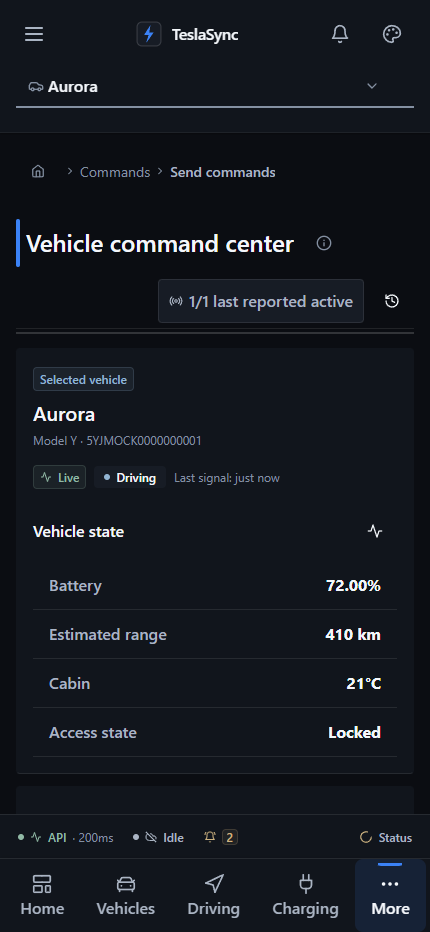 TeslaSync
Aurora
Commands Send commands
Vehicle command center
1/1 last reported active
Selected vehicle
Aurora
Model Y · 5YJMOCK0000000001
Live Driving Last signal: just now
Vehicle state
Battery 72.00%
Estimated range 410 km
Cabin 21°C
Access state Locked
API · 200ms Idle 2 Status
Home Vehicles Driving Charging More